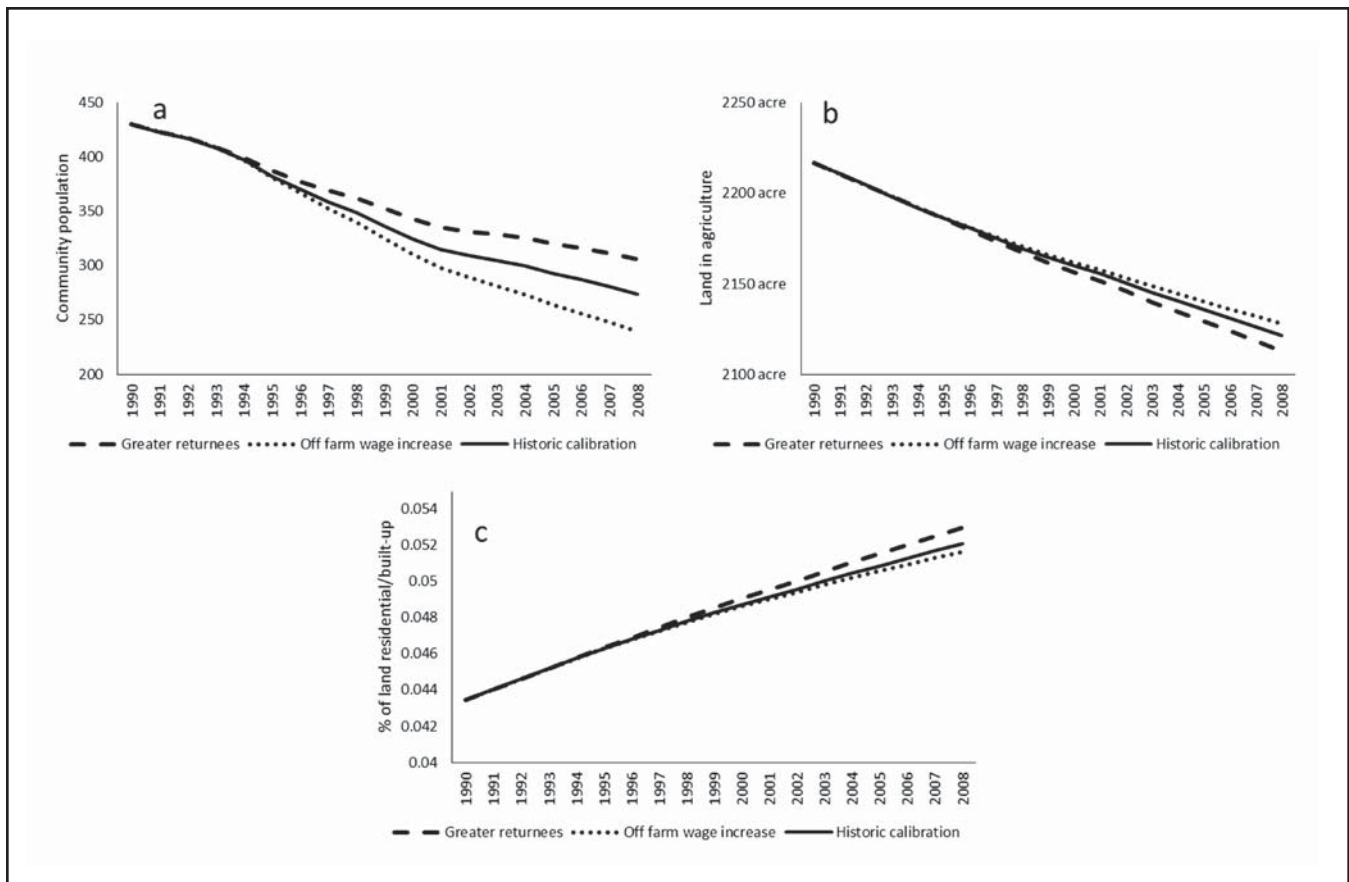 a
Community population
450
400
350
300
250
200
1990 1991 1992 1993 1994 1995 1996 1997 1998 1999 2000 2001 2002 2003 2004 2005 2006 2007 2008
Greater returnees Off farm wage increase Historic calibration
b
Land in agriculture
2250 acre
2200 acre
2150 acre
2100 acre
1990 1991 1992 1993 1994 1995 1996 1997 1998 1999 2000 2001 2002 2003 2004 2005 2006 2007 2008
Greater returnees Off farm wage increase Historic calibration
c
% of land residential/built-up
0.054
0.052
0.05
0.048
0.046
0.044
0.042
0.04
1990 1991 1992 1993 1994 1995 1996 1997 1998 1999 2000 2001 2002 2003 2004 2005 2006 2007 2008
Greater returnees Off farm wage increase Historic calibration